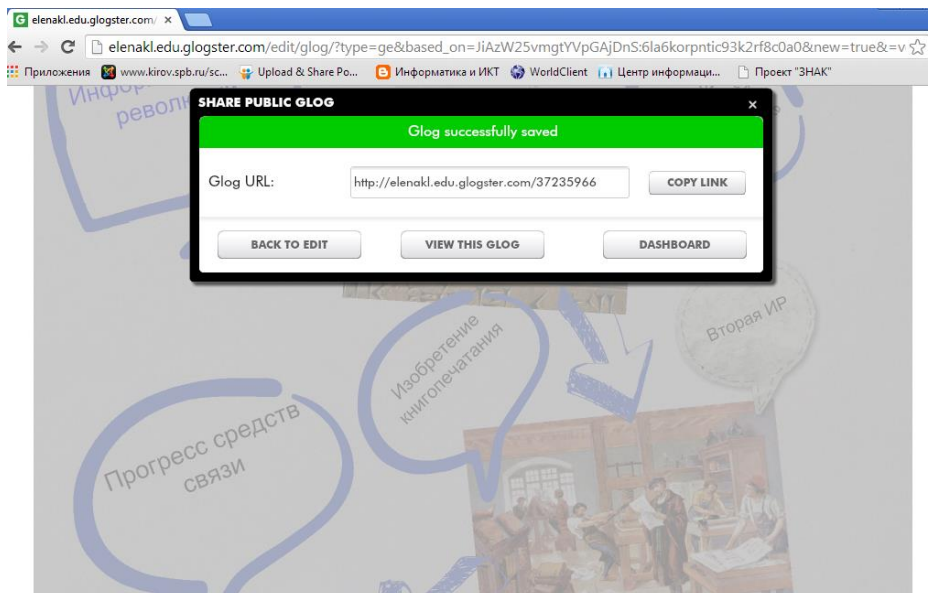 elenakl.edu.glogster.com/
elenakl.edu.glogster.com/edit/glog/?type=ge&based_on=JiAzW25vmgtYVpGAjDnS:6la6korpntic93k2rf8c0a0&new=true&=v
Приложения www.kirov.spb.ru/sc... Upload & Share Po... Информатика и ИКТ WorldClient Центр информаци... Проект "ЗНАК"
SHARE PUBLIC GLOG
Glog successfully saved
Glog URL: http://elenakl.edu.glogster.com/37235966 COPY LINK
BACK TO EDIT VIEW THIS GLOG DASHBOARD
Вторая ИР
Изобретение
книгопечатания
Прогресс средств
связи